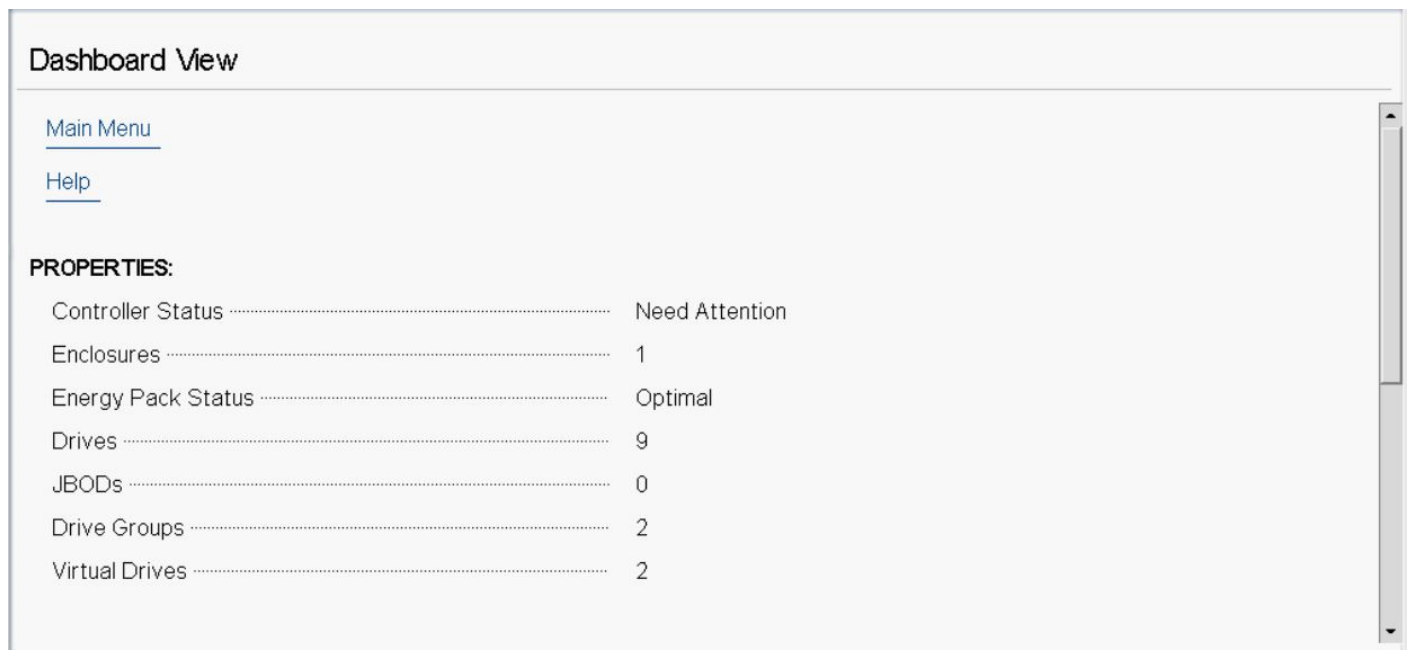 Dashboard View
Main Menu
Help
PROPERTIES:
Controller Status Need Attention
Enclosures 1
Energy Pack Status Optimal
Drives 9
JBODs 0
Drive Groups 2
Virtual Drives 2